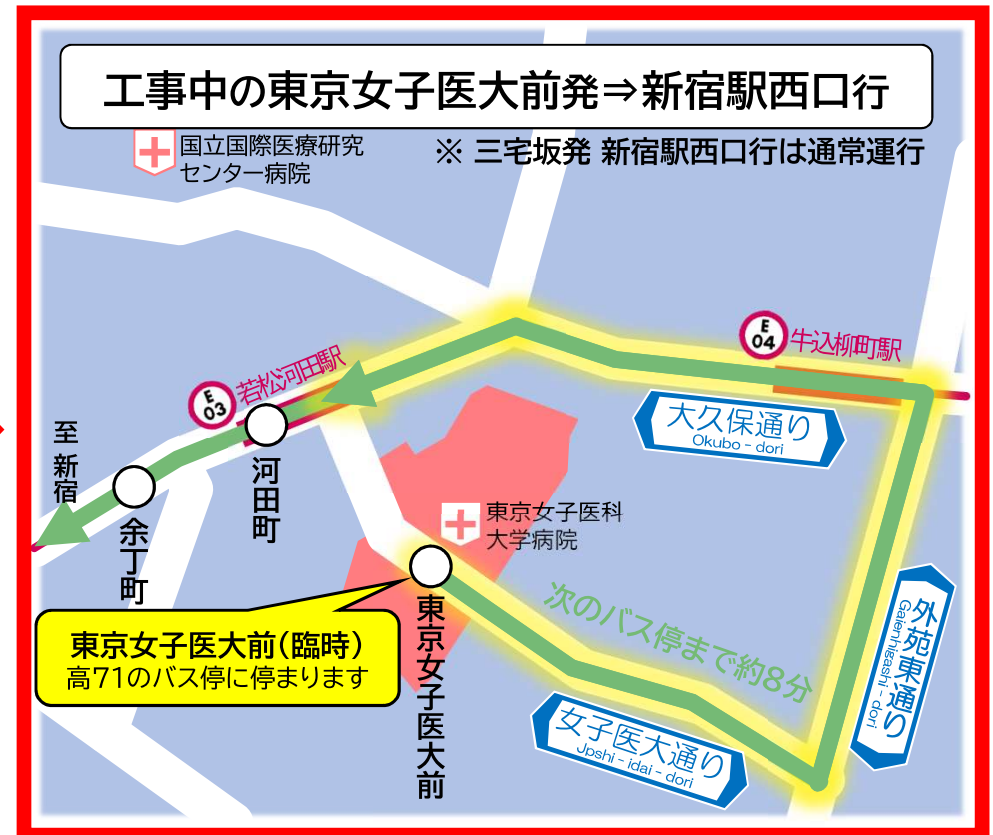 工事中の東京女子医大前発⇒新宿駅西口行
※ 三宅坂発 新宿駅西口行は通常運行
国立国際医療研究
センター病院
E
04
牛込柳町駅
E
03
若松河田駅
大久保通り
Okubo - dori
至 新宿
河田町
余丁町
東京女子医科
大学病院
東京女子医大前(臨時)
高71のバス停に停まります
東京女子医大前
次のバス停まで約8分
外苑東通り
Gaienhigashi - dori
女子医大通り
Jpshi - idai - dori